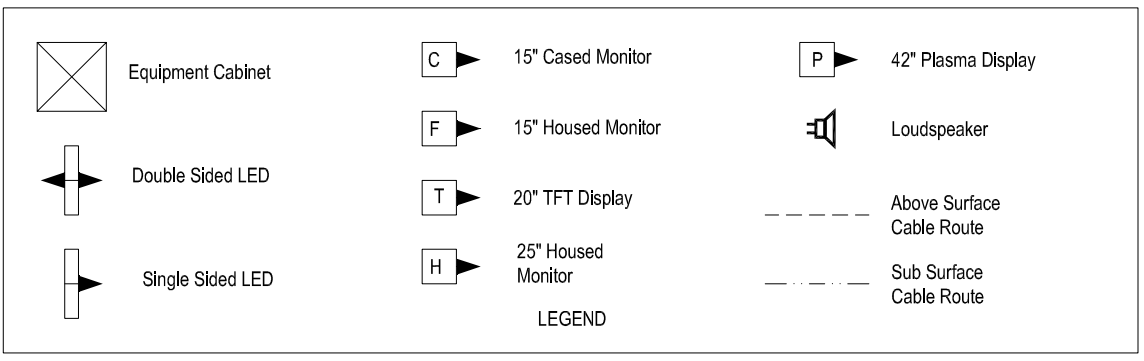 Equipment Cabinet
Double Sided LED
Single Sided LED
C
15" Cased Monitor
F
15" Housed Monitor
T
20" TFT Display
H
25" Housed
Monitor
P
42" Plasma Display
Loudspeaker
Above Surface
Cable Route
Sub Surface
Cable Route
LEGEND